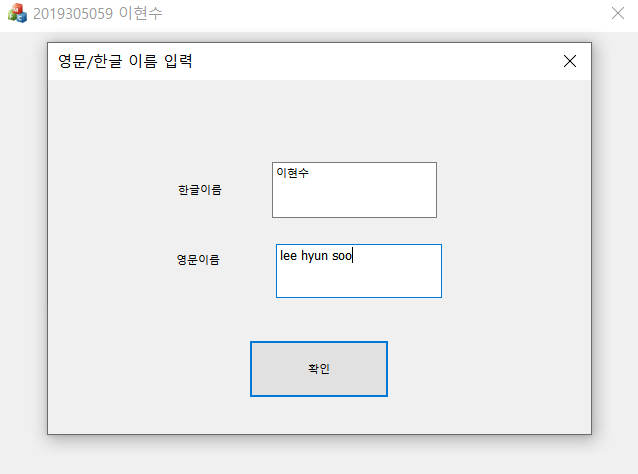 2019305059 이현수
영문/한글 이름 입력
한글이름
이현수
영문이름
lee hyun soo
확인